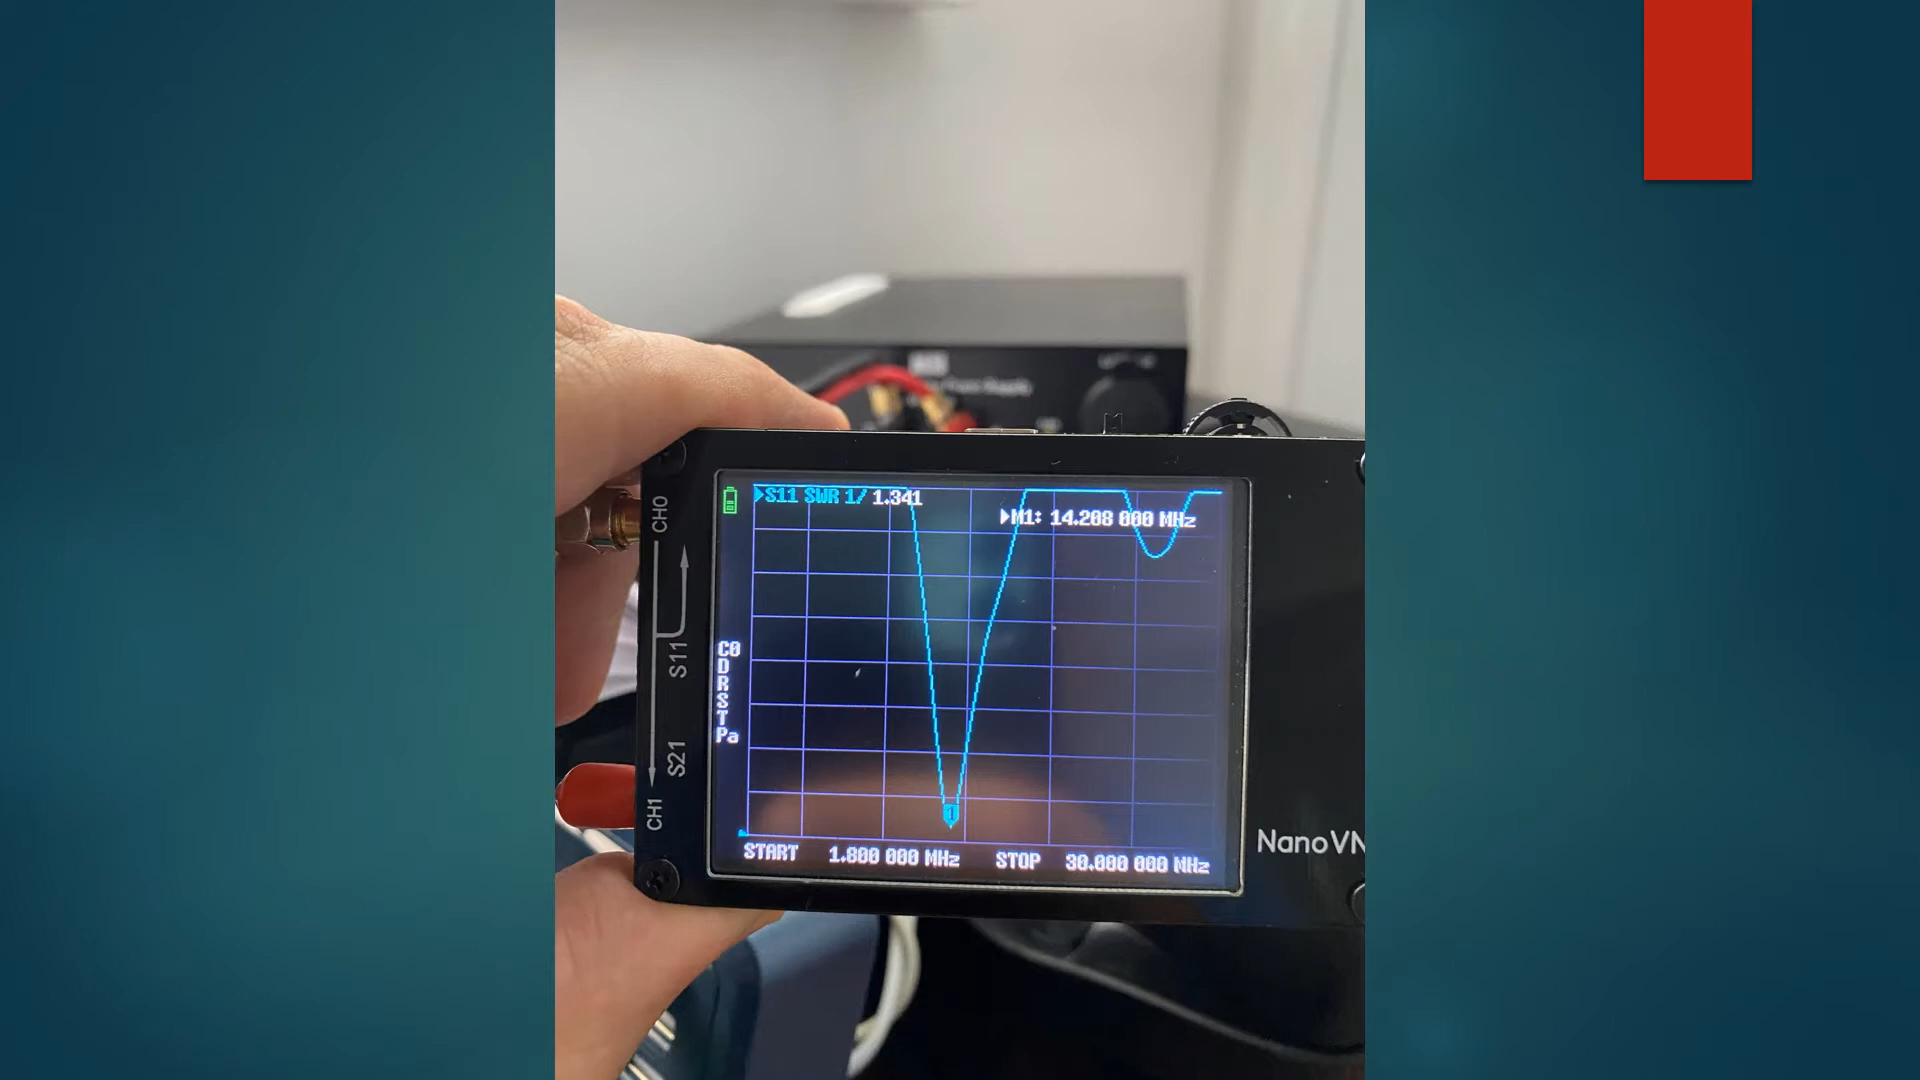 S11 SWR 1/ 1.341
M1: 14.208 000 MHz
CH0
S11
S21
CH1
C0
D
R
S
T
Pa
START 1.800 000 MHz STOP 30.000 000 MHz
NanoVN